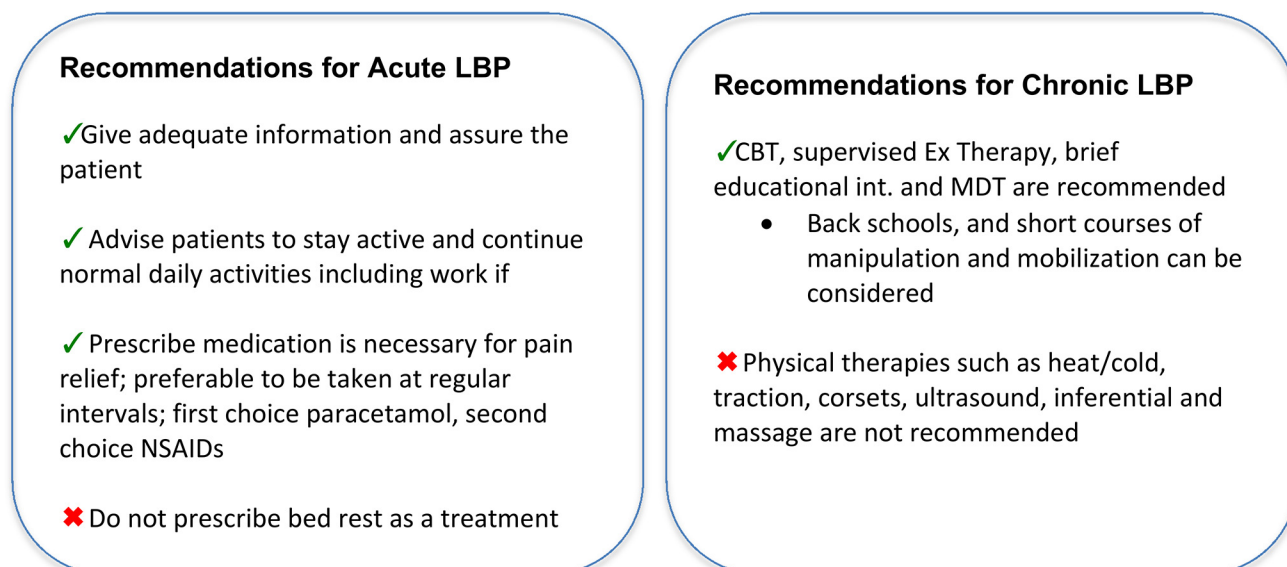 Recommendations for Acute LBP
✓Give adequate information and assure the
patient
✓ Advise patients to stay active and continue
normal daily activities including work if
✓ Prescribe medication is necessary for pain
relief; preferable to be taken at regular
intervals; first choice paracetamol, second
choice NSAIDs
✖ Do not prescribe bed rest as a treatment
Recommendations for Chronic LBP
✓CBT, supervised Ex Therapy, brief
educational int. and MDT are recommended
• Back schools, and short courses of
manipulation and mobilization can be
considered
✖ Physical therapies such as heat/cold,
traction, corsets, ultrasound, inferential and
massage are not recommended